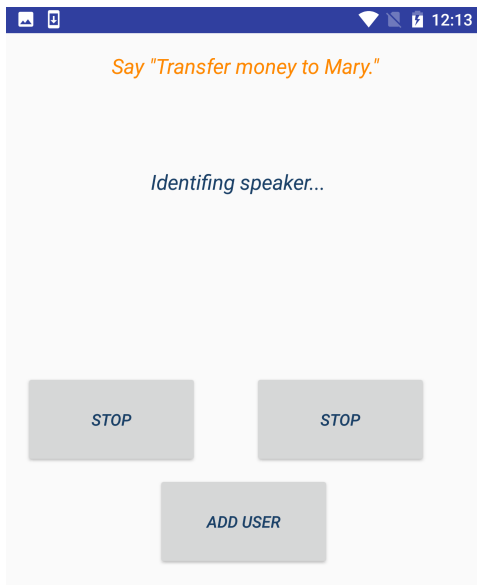 12:13
Say "Transfer money to Mary."
Identifing speaker...
STOP
STOP
ADD USER